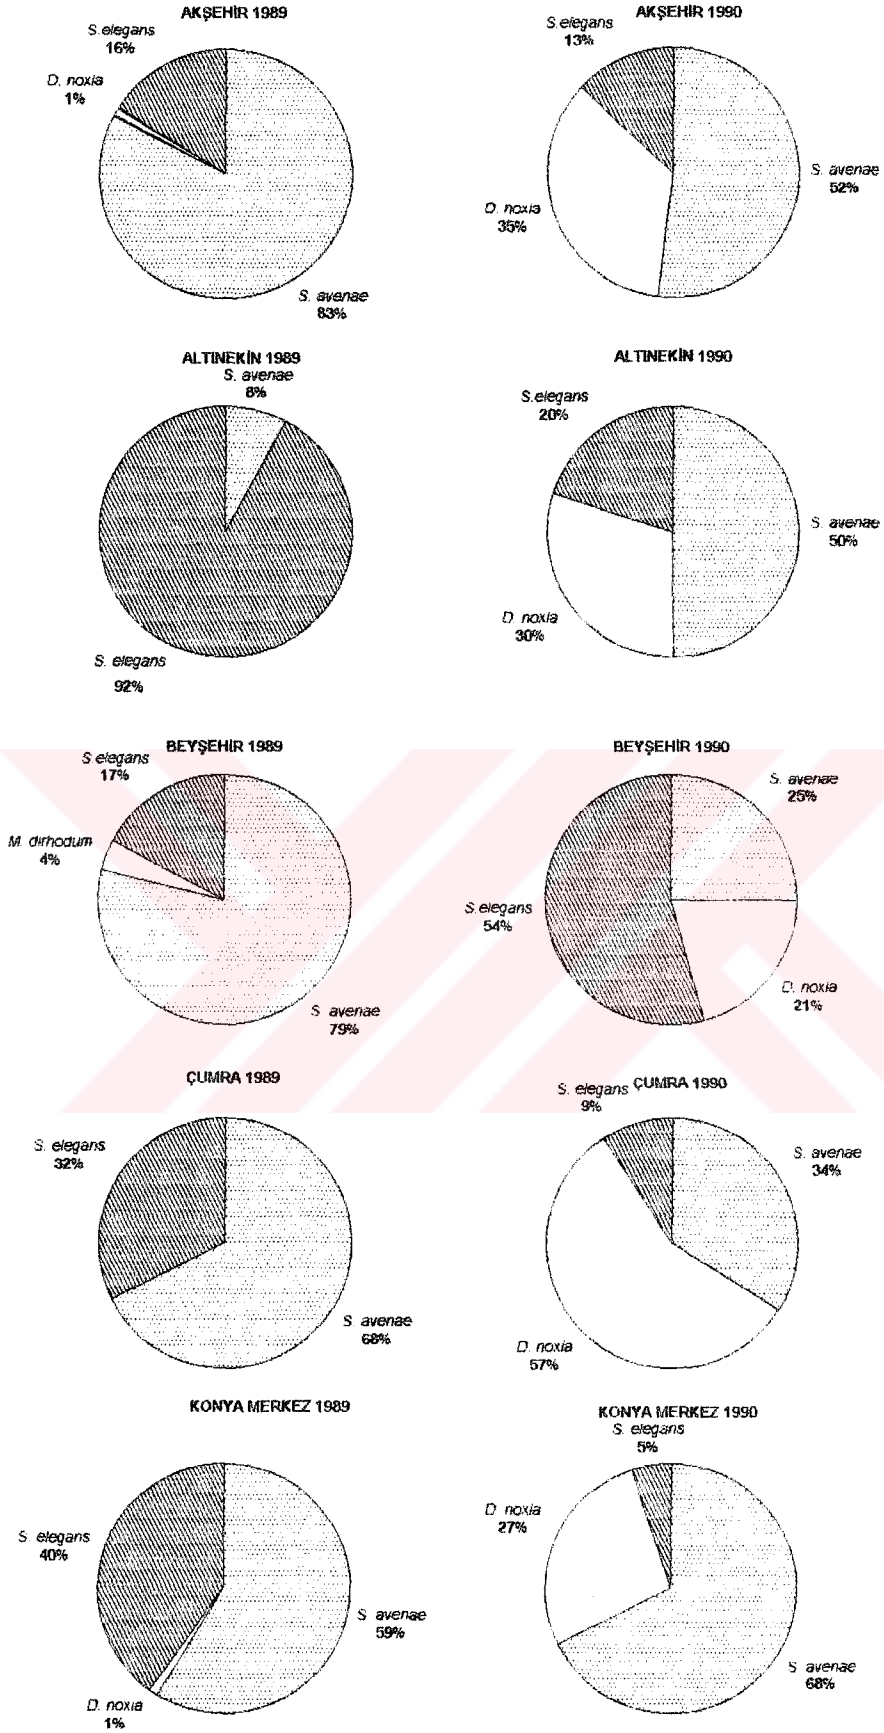 AKŞEHİR 1989
S.elegans
16%
D. noxia
1%
S. avenae
83%
AKŞEHİR 1990
S.elegans
13%
S. avenae
52%
D. noxia
35%
ALTINEKİN 1989
S. avenae
8%
S. elegans
92%
ALTINEKİN 1990
S.elegans
20%
S. avenae
50%
D. noxia
30%
BEYŞEHİR 1989
S.elegans
17%
M. dirhodum
4%
S. avenae
79%
BEYŞEHİR 1990
S. avenae
25%
S.elegans
54%
D. noxia
21%
ÇUMRA 1989
S. elegans
32%
S. avenae
68%
ÇUMRA 1990
S. elegans
9%
S. avenae
34%
D. noxia
57%
KONYA MERKEZ 1989
S. elegans
40%
S. avenae
59%
D. noxia
1%
KONYA MERKEZ 1990
S. elegans
5%
D. noxia
27%
S. avenae
68%